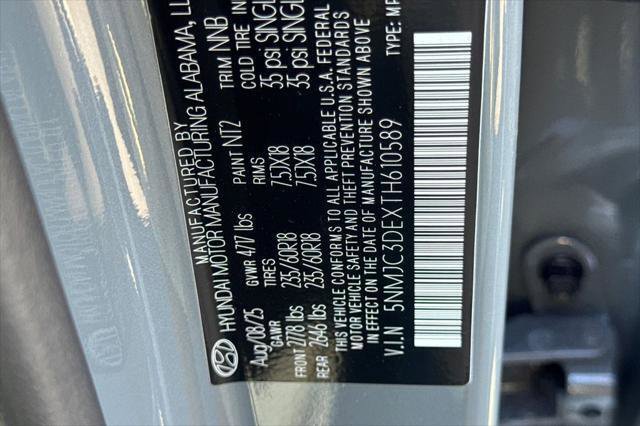 MANUFACTURED BY
HYUNDAI MOTOR MANUFACTURING ALABAMA, LL
Aug/08/25 GVWR 4717 lbs PAINT NT2 TRIM NNB
GAWR TIRES RIMS COLD TIRE IN
FRONT 2778 lbs 235/60R18 7.5JX18 35 psi SINGL
REAR 2646 lbs 235/60R18 7.5JX18 35 psi SINGL
THIS VEHICLE CONFORMS TO ALL APPLICABLE U.S.A. FEDERAL
MOTOR VEHICLE SAFETY AND THEFT PREVENTION STANDARDS
IN EFFECT ON THE DATE OF MANUFACTURE SHOWN ABOVE
V.I.N 5NMJC3DEXTH610589 TYPE: MP